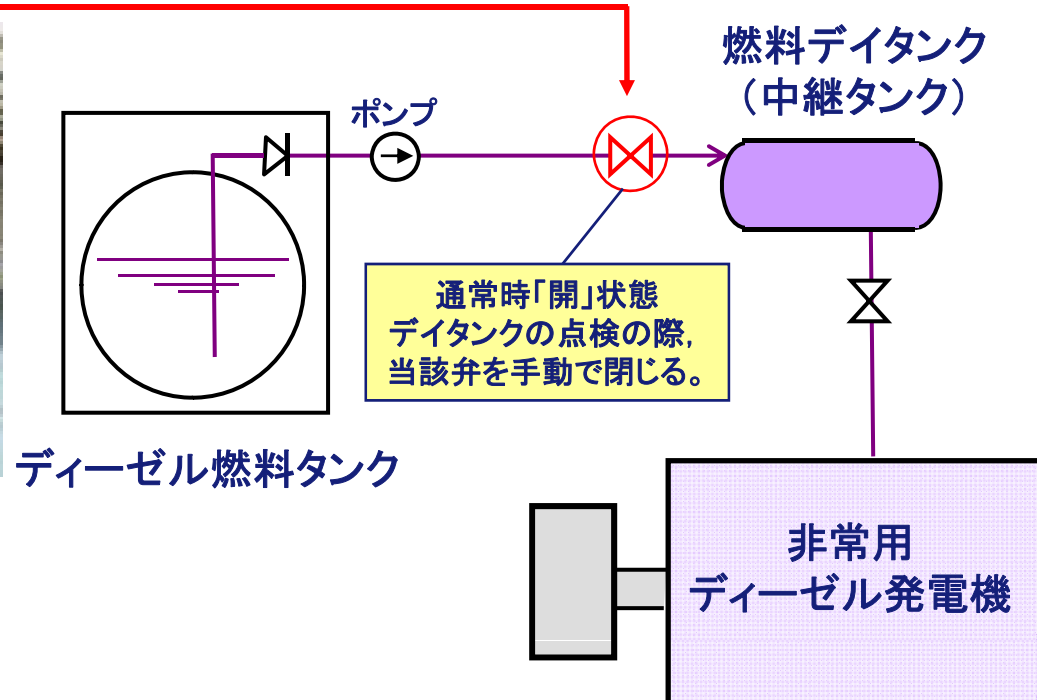 燃料デイタンク
（中継タンク）
ポンプ
通常時「開」状態
デイタンクの点検の際，
当該弁を手動で閉じる。
ディーゼル燃料タンク
非常用
ディーゼル発電機